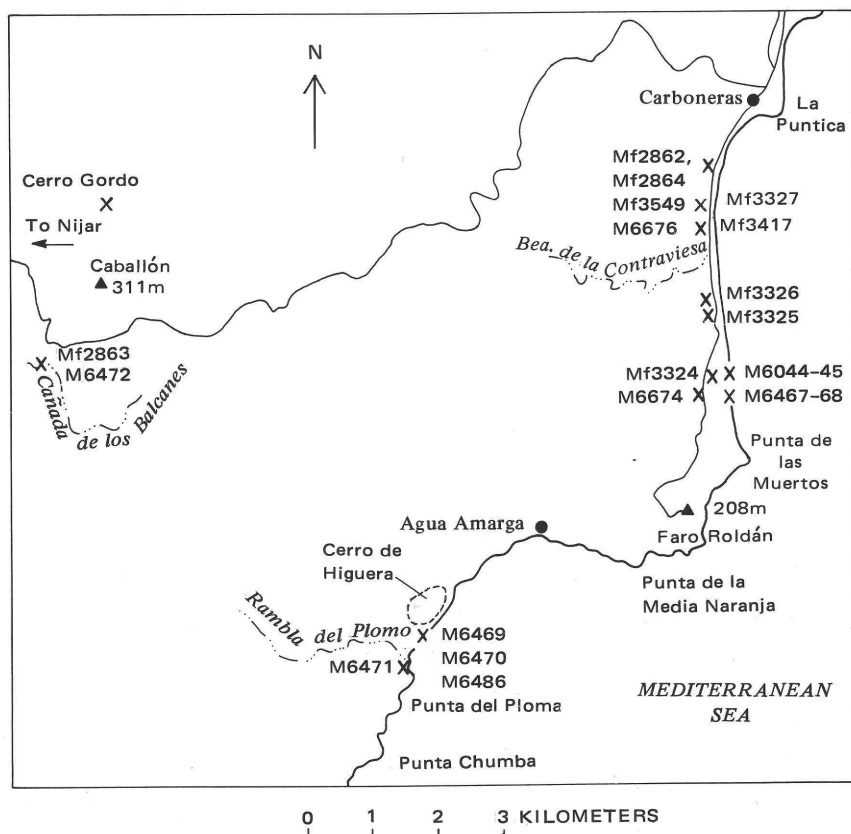 N
Carboneras
La
Puntica
Mf2862,
Mf2864
Mf3549
Mf3327
M6676
Mf3417
Cerro Gordo
To Nijar
Caballón
311m
Bea. de la Contraviesa
Mf3326
Mf3325
Mf2863
M6472
Cañada
de los Balcanes
Mf3324
M6044-45
M6674
M6467-68
Punta de
las
Muertos
208m
Faro Roldán
Agua Amarga
Cerro de
Higuera
Punta de la
Media Naranja
Rambla del Plomo
M6469
M6470
M6486
M6471
Punta del Ploma
MEDITERRANEAN
SEA
Punta Chumba
0 1 2 3 KILOMETERS